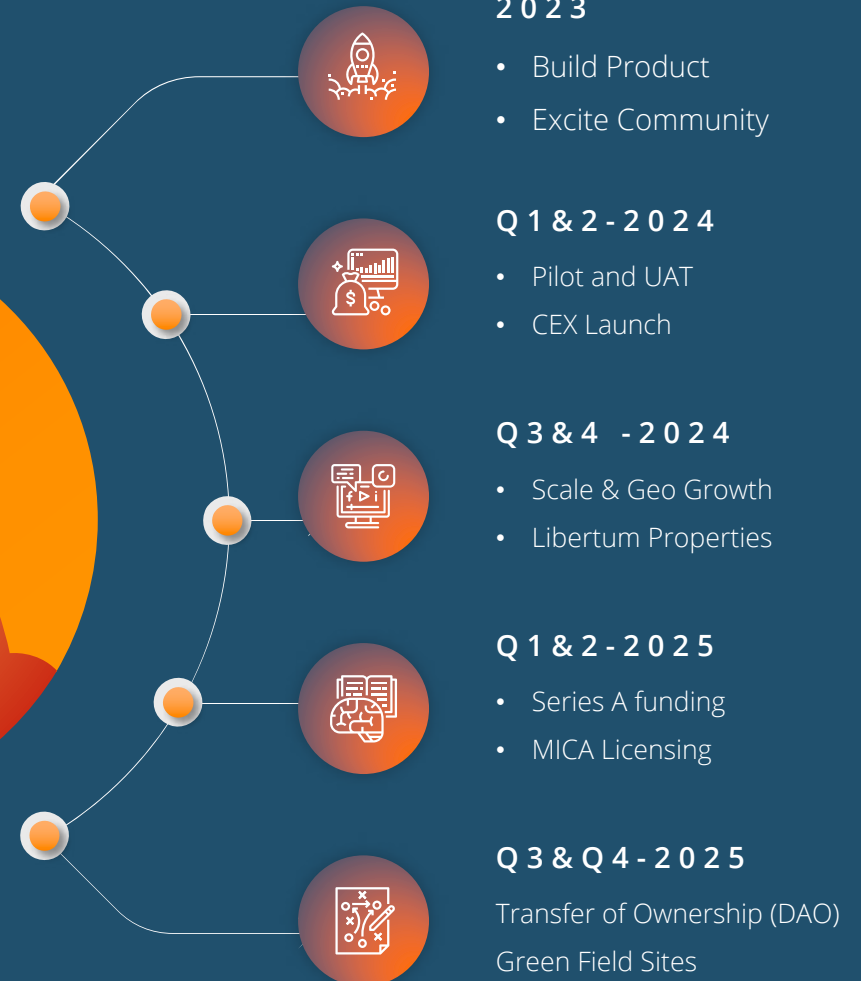 2023
• Build Product
• Excite Community
Q1&2-2024
• Pilot and UAT
• CEX Launch
Q3&4 -2024
• Scale & Geo Growth
• Libertum Properties
Q1&2-2025
• Series A funding
• MICA Licensing
Q3&Q4-2025
Transfer of Ownership (DAO)
Green Field Sites